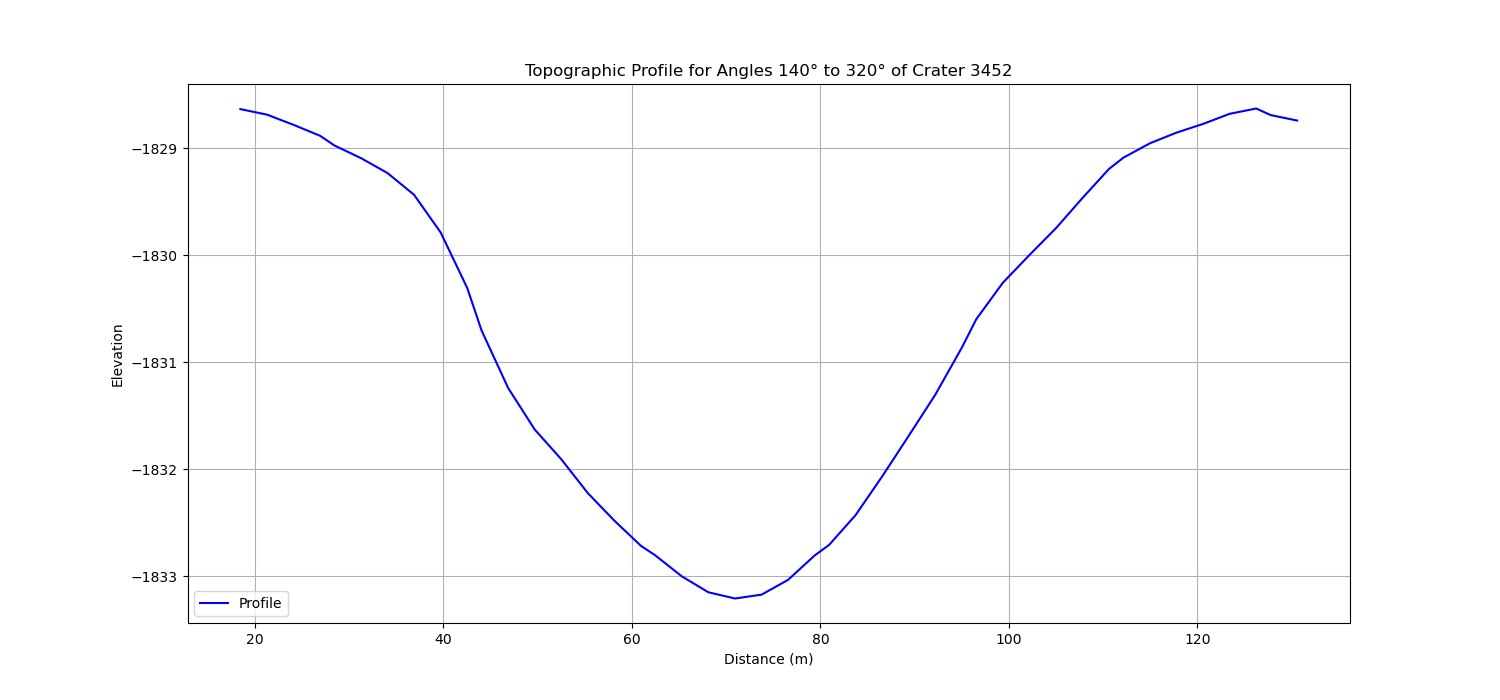 Topographic Profile for Angles 140° to 320° of Crater 3452
−1829
−1830
−1831
−1832
−1833
Elevation
Profile
20
40
60
80
100
120
Distance (m)